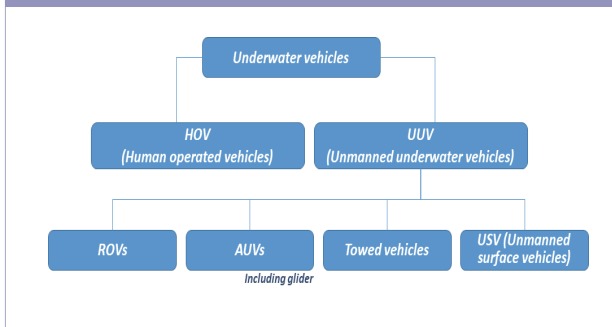 Underwater vehicles
HOV
(Human operated vehicles)
UUV
(Unmanned underwater vehicles)
ROVs
AUVs
Towed vehicles
USV (Unmanned
surface vehicles)
Including glider